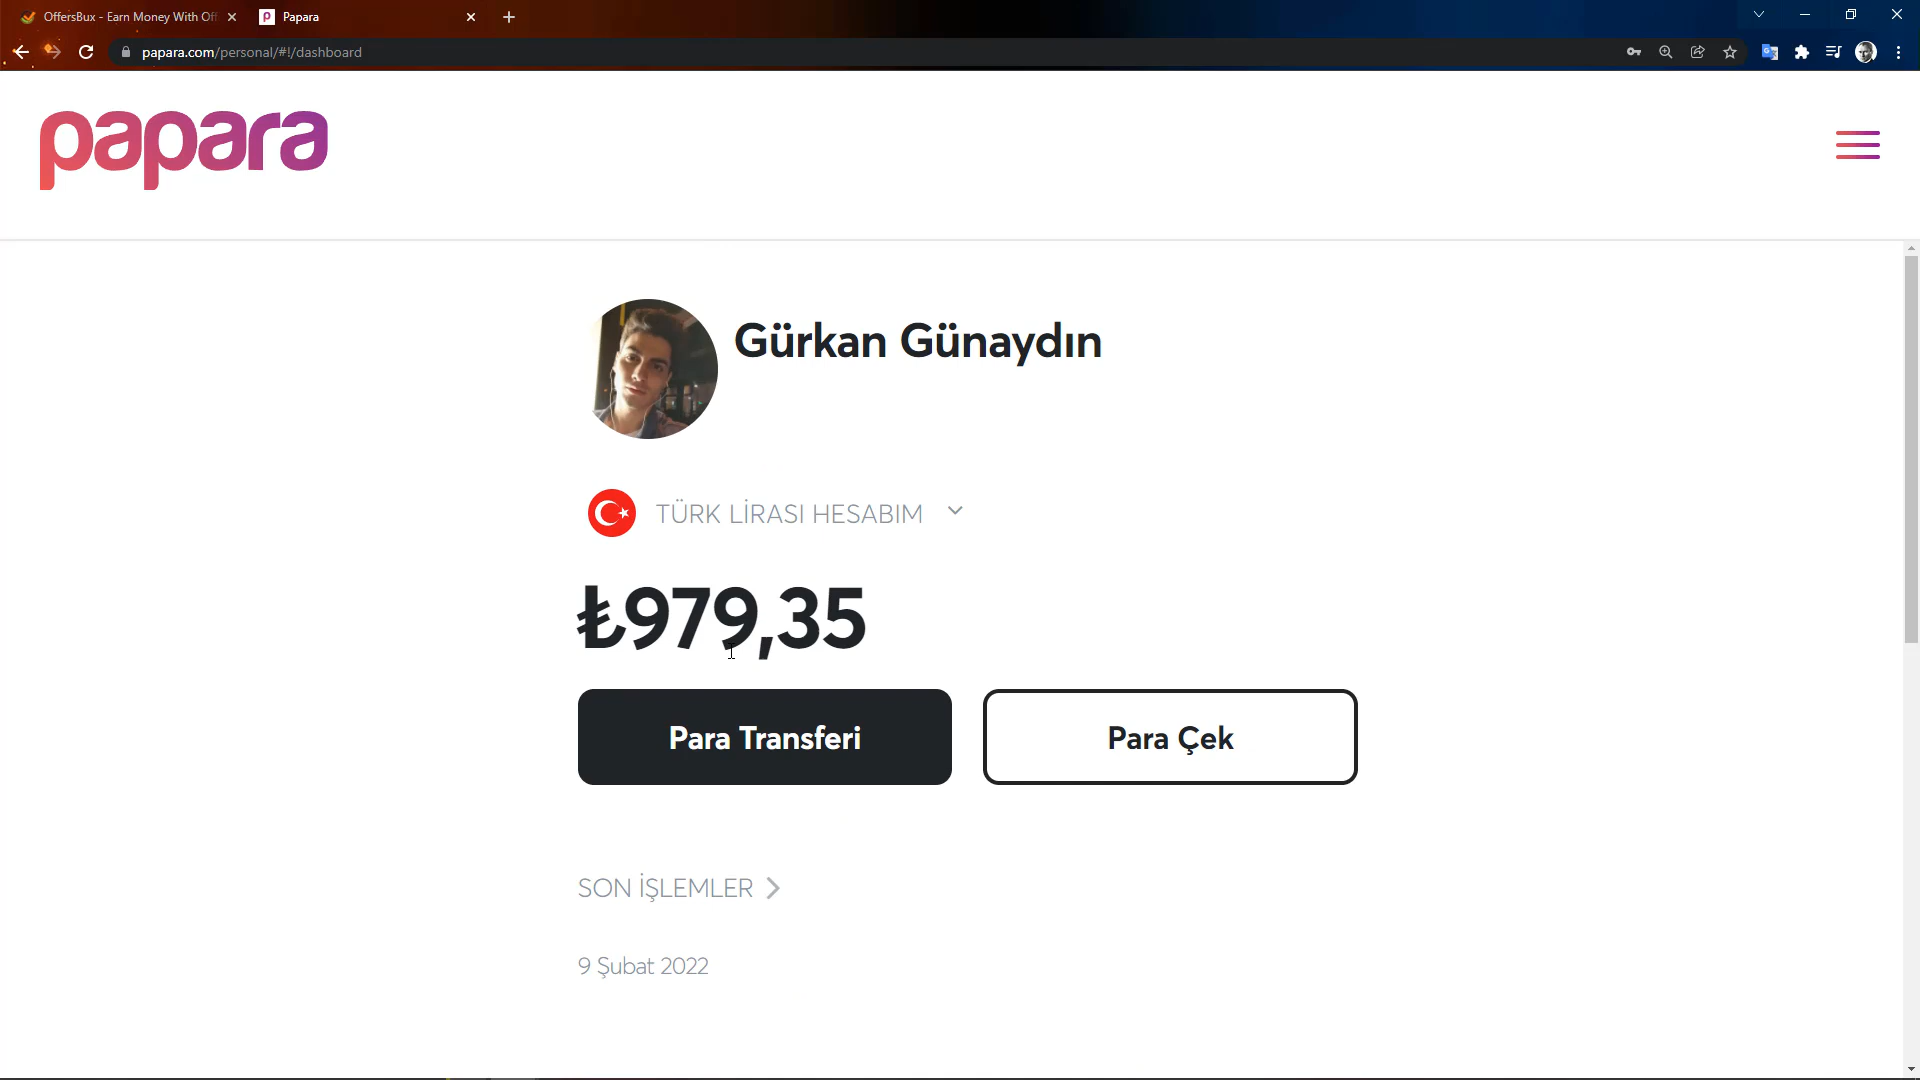 OffersBux - Earn Money With Off
Papara
papara.com/personal/#!/dashboard
papara
Gürkan Günaydın
TÜRK LİRASI HESABIM
₺979,35
Para Transferi
Para Çek
SON İŞLEMLER
9 Şubat 2022